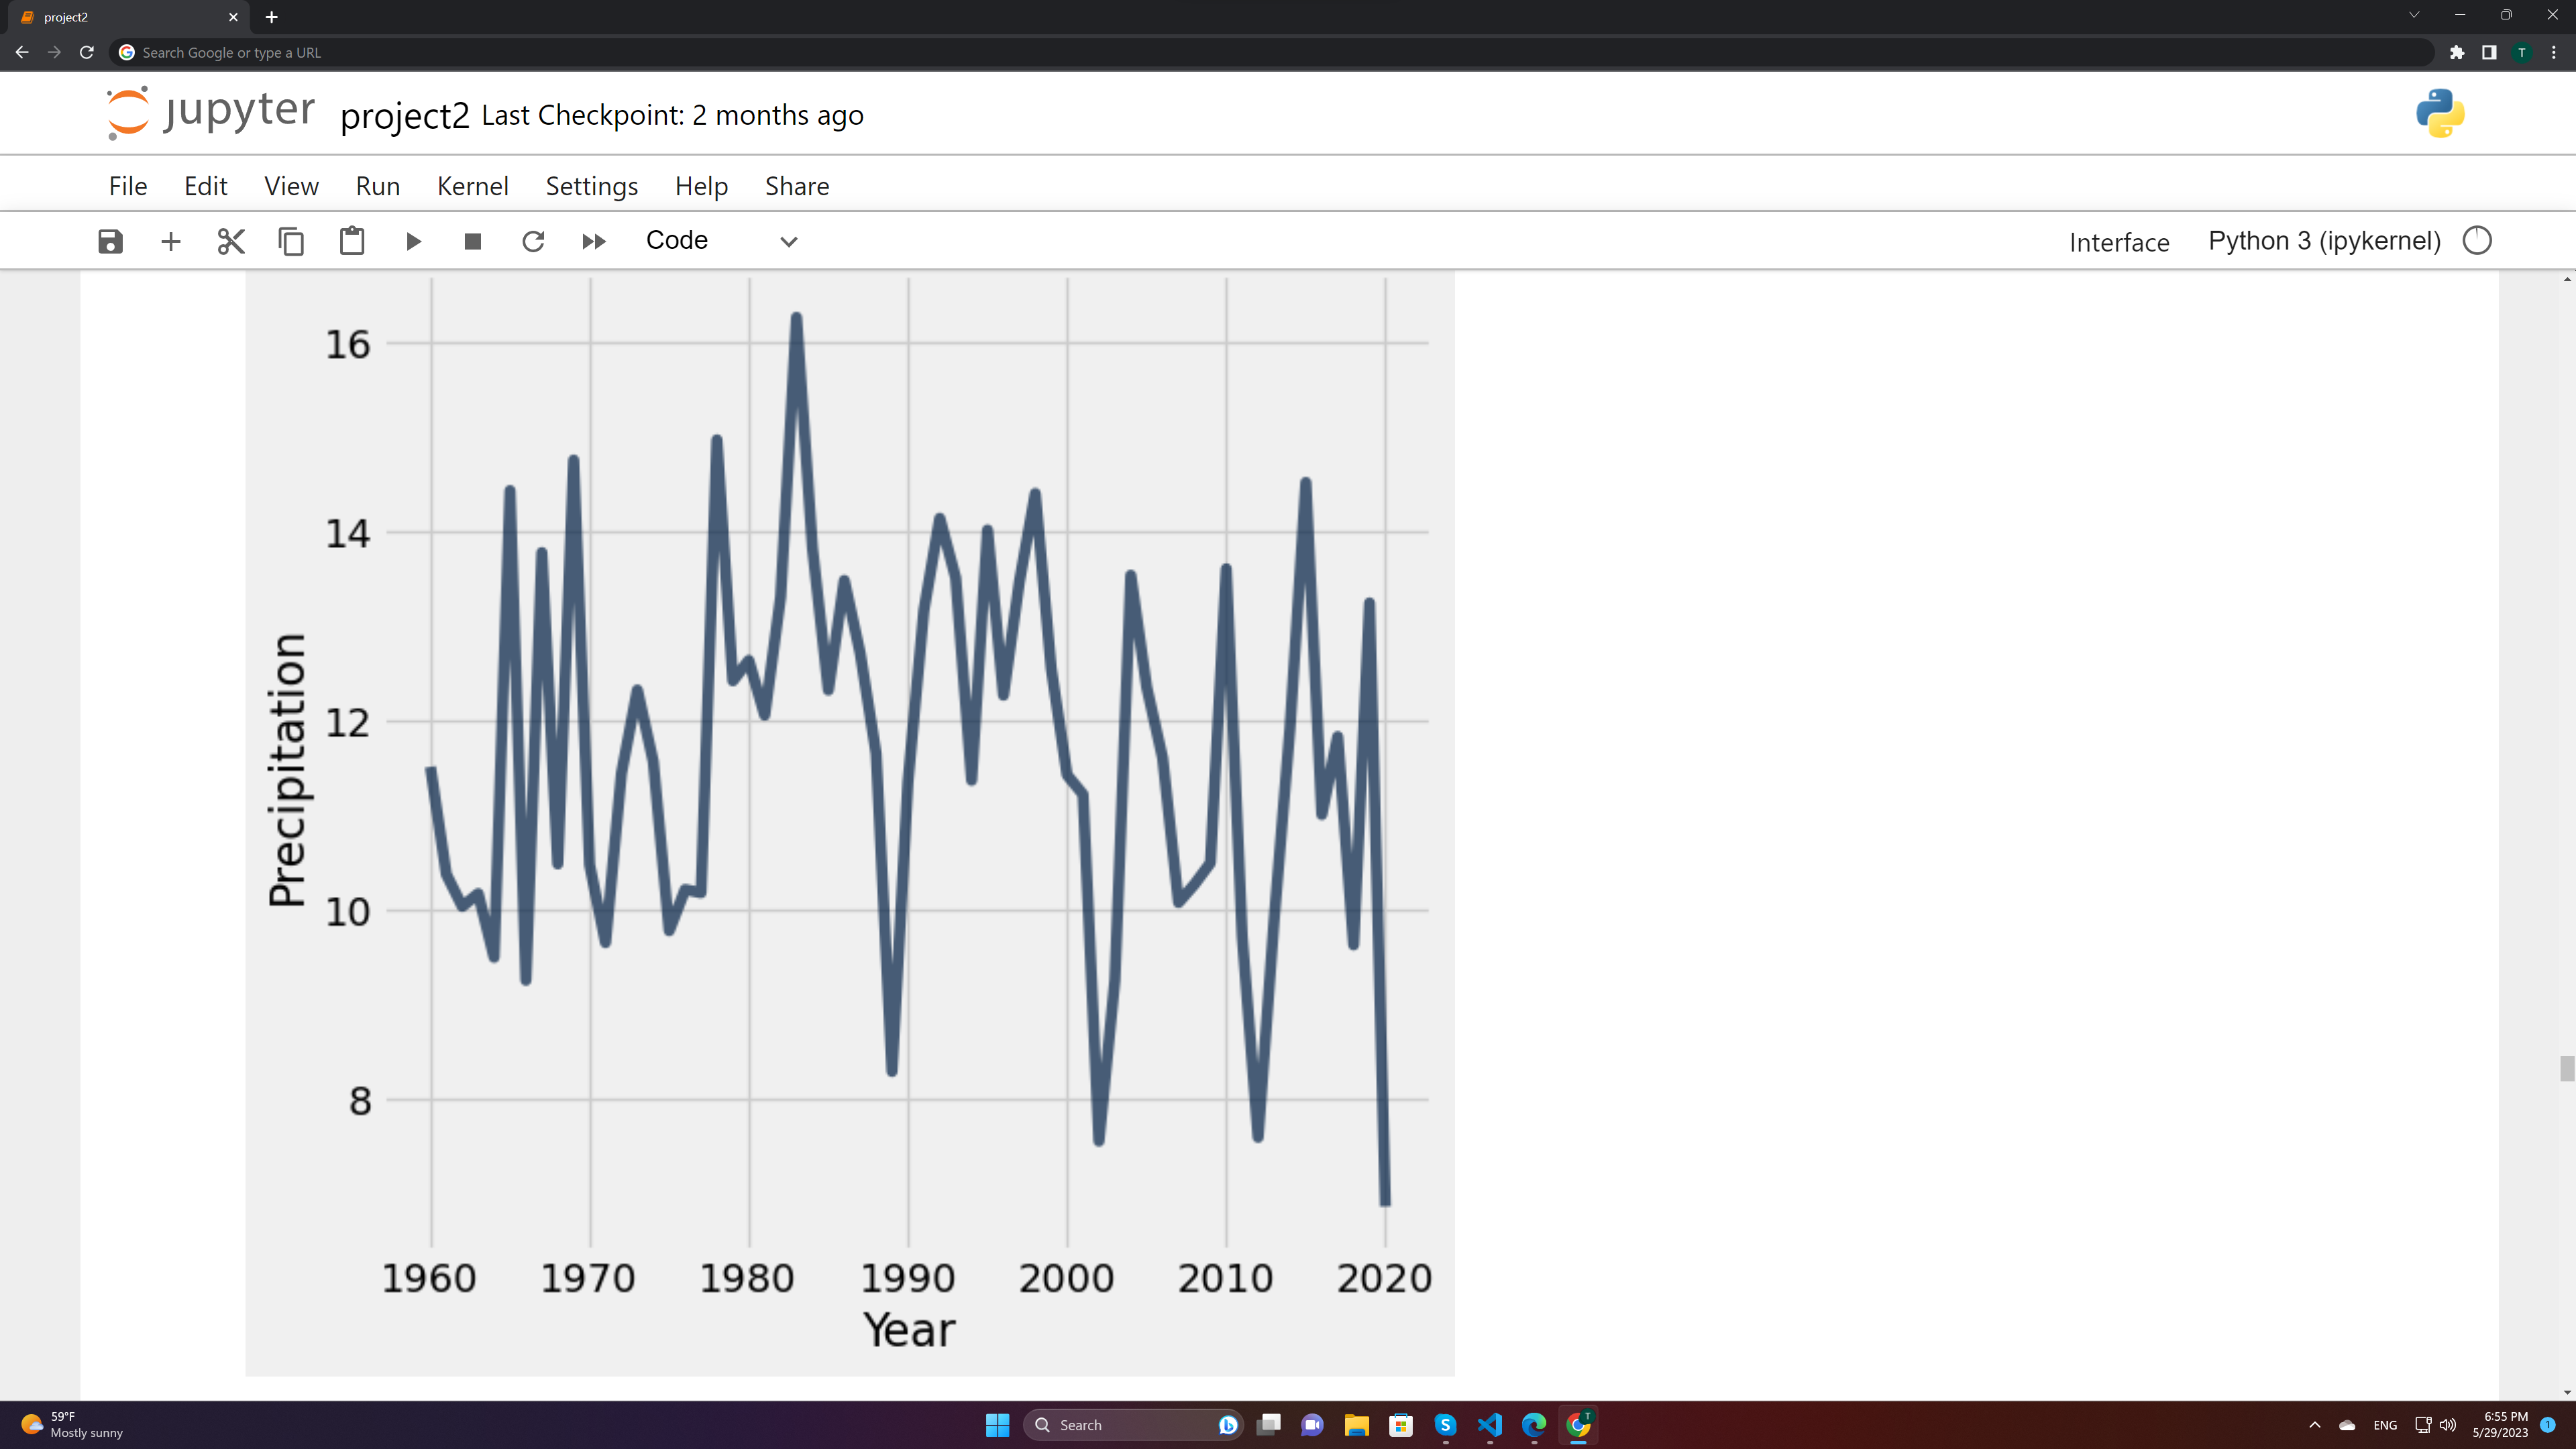 project2
Search Google or type a URL
T
jupyter project2 Last Checkpoint: 2 months ago
File Edit View Run Kernel Settings Help Share
Code Interface Python 3 (ipykernel)
16
14
12
10
8
Precipitation
1960 1970 1980 1990 2000 2010 2020
Year
59°F
Mostly sunny
Search
ENG
6:55 PM
5/29/2023
1